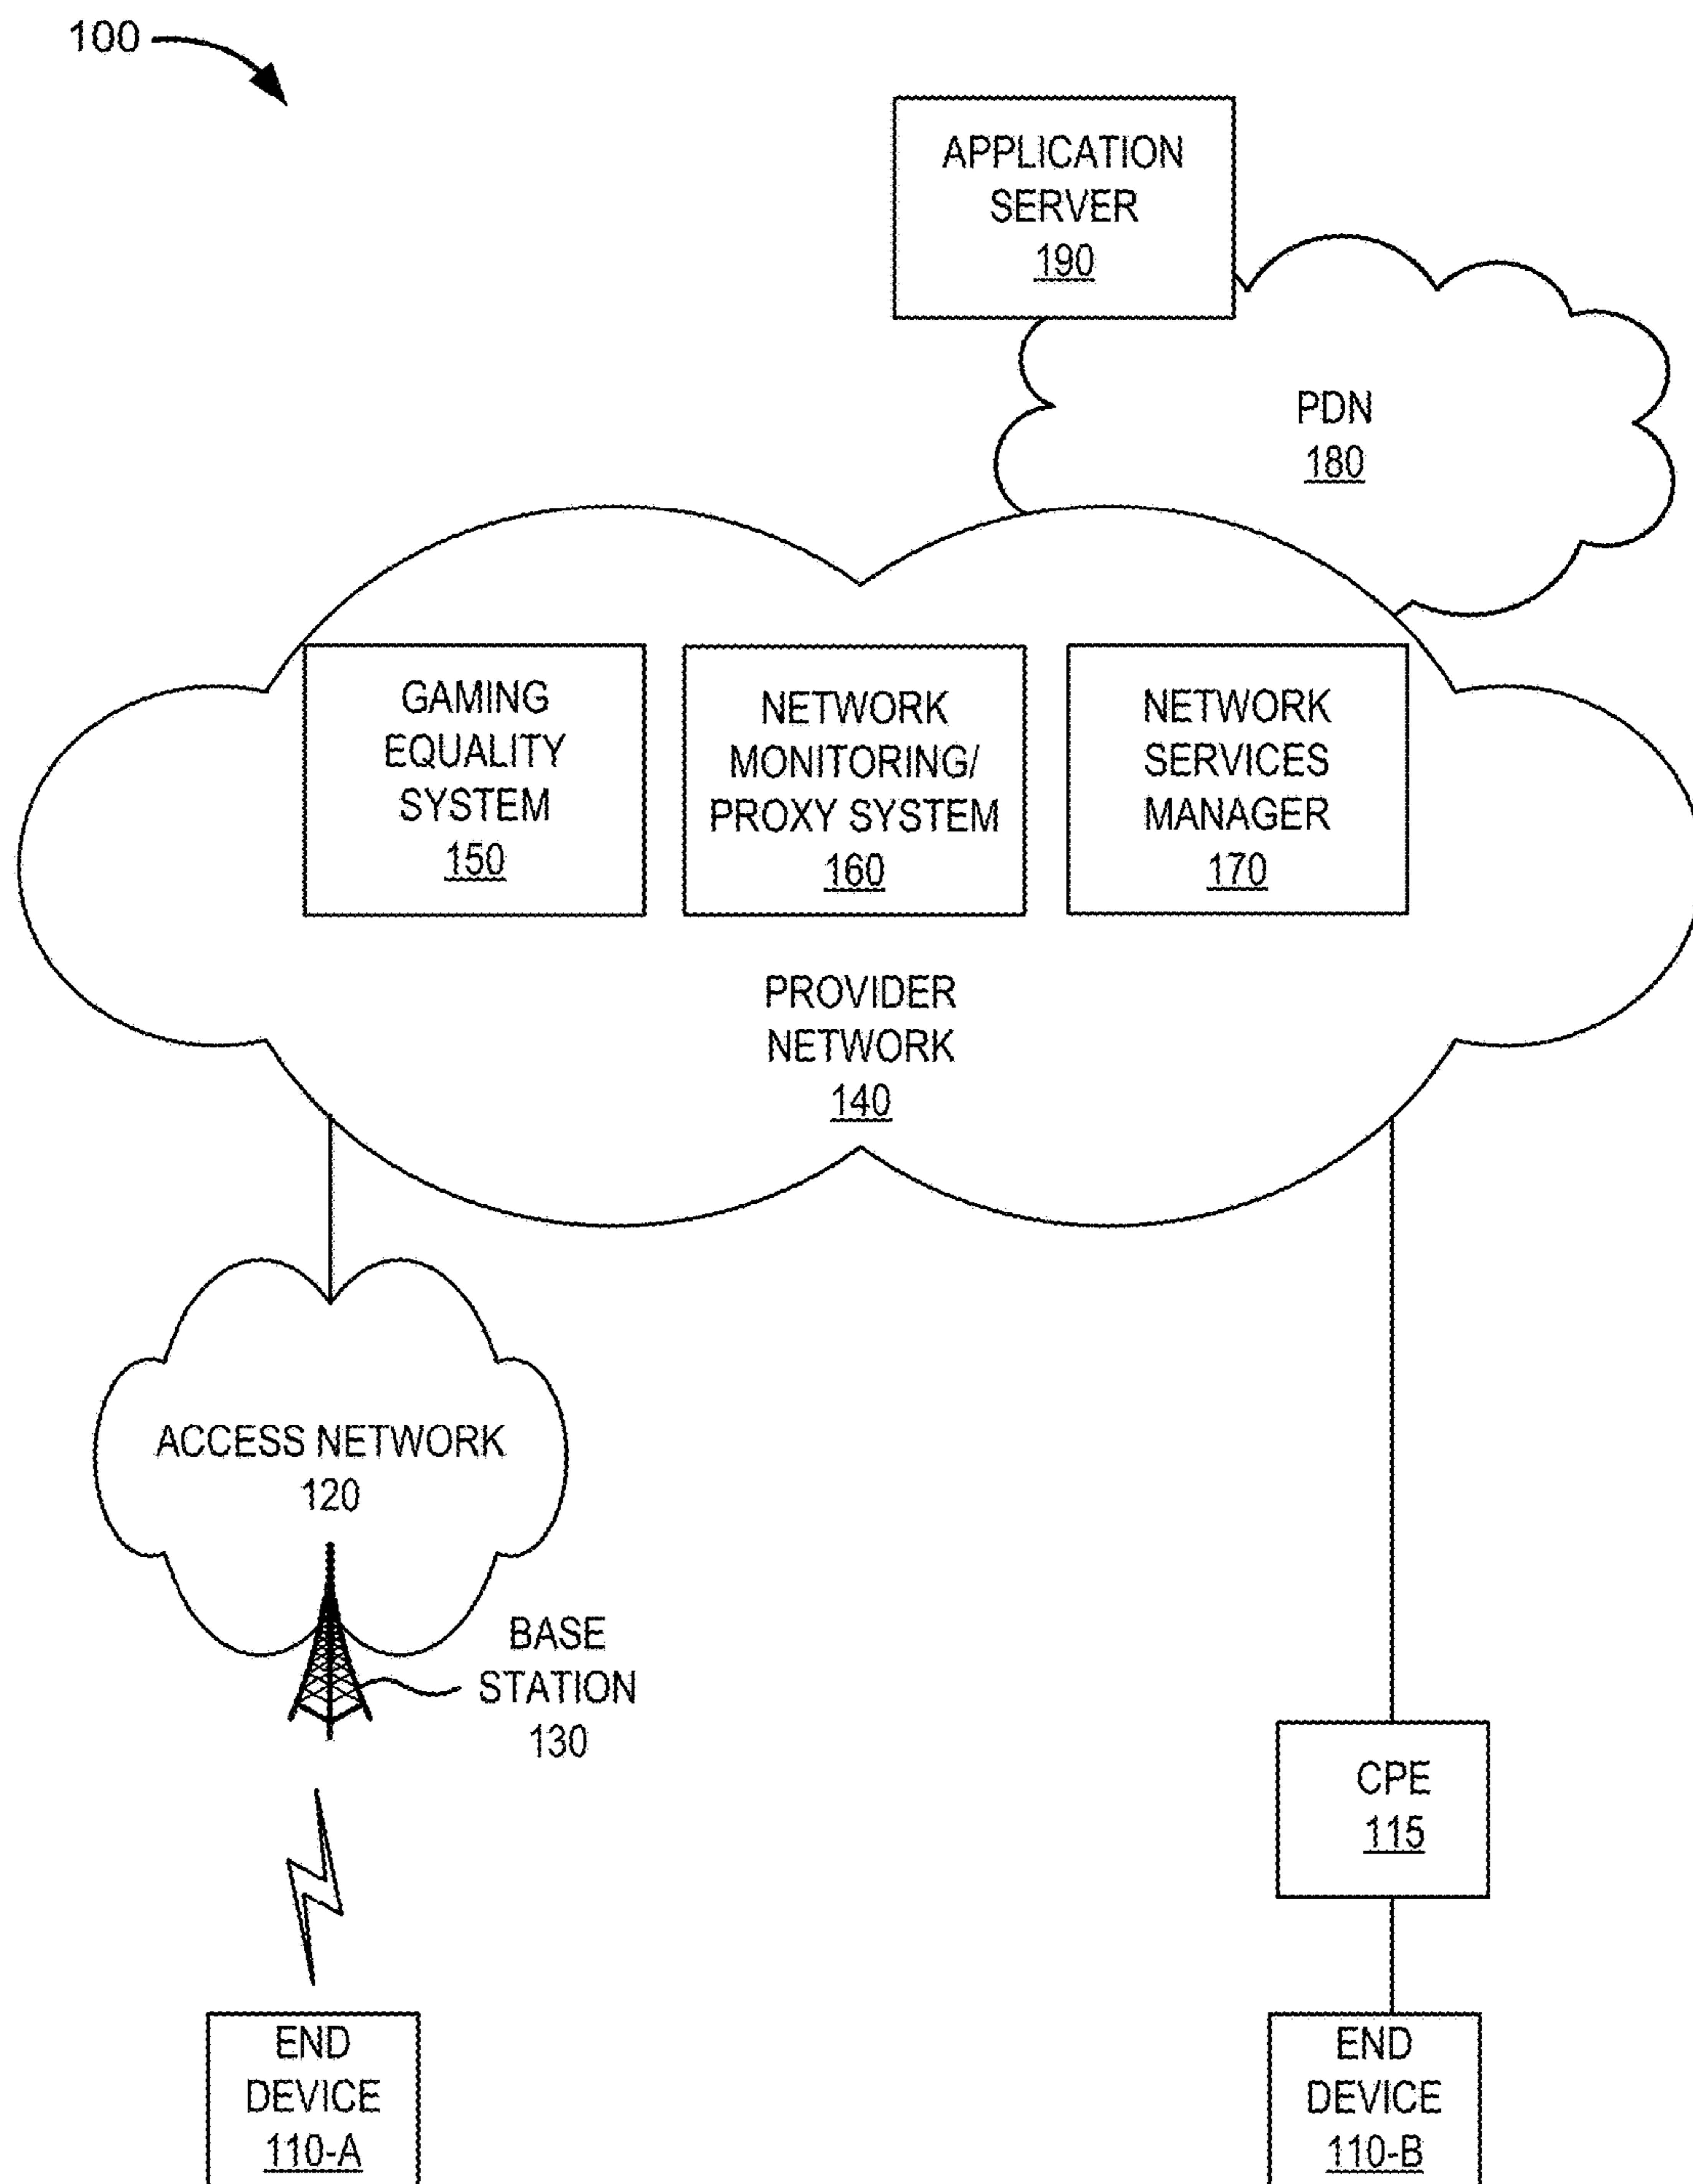 100
APPLICATION
SERVER
190
PDN
180
GAMING
EQUALITY
SYSTEM
150
NETWORK
MONITORING/
PROXY SYSTEM
160
NETWORK
SERVICES
MANAGER
170
PROVIDER
NETWORK
140
ACCESS NETWORK
120
BASE
STATION
130
CPE
115
END
DEVICE
110-A
END
DEVICE
110-B